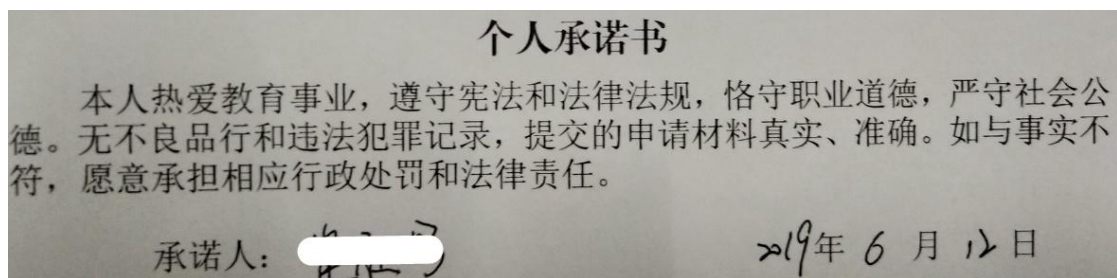 个人承诺书
本人热爱教育事业，遵守宪法和法律法规，恪守职业道德，严守社会公
德。无不良品行和违法犯罪记录，提交的申请材料真实、准确。如与事实不
符，愿意承担相应行政处罚和法律责任。
承诺人： 2019年 6 月 12 日